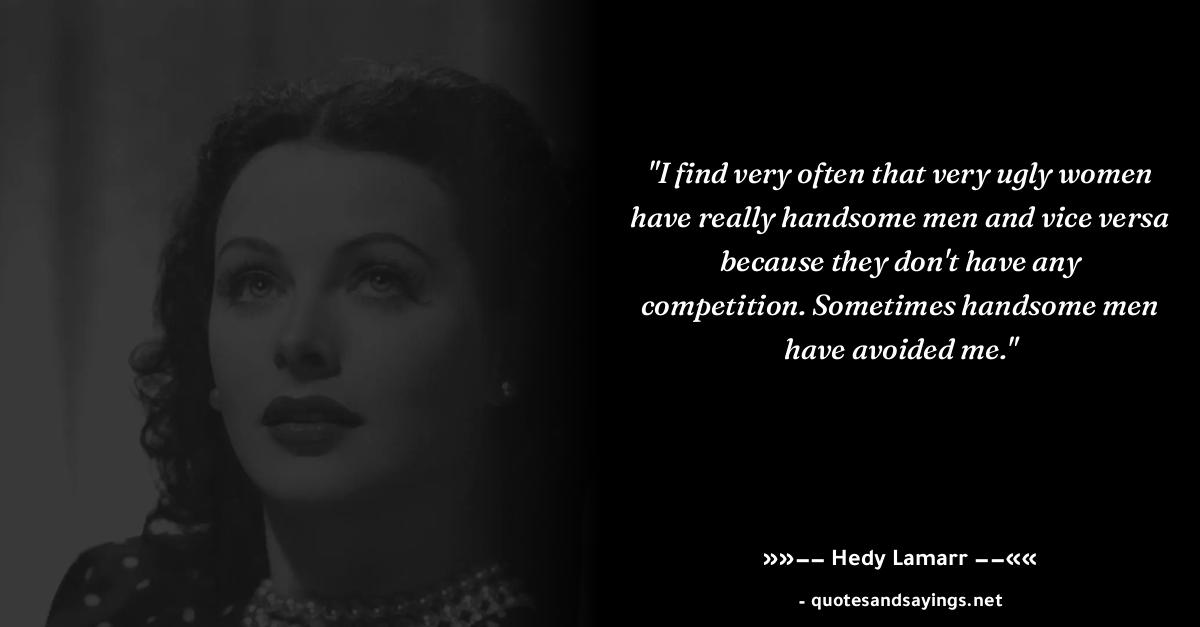 "I find very often that very ugly women
have really handsome men and vice versa
because they don't have any
competition. Sometimes handsome men
have avoided me."
»»–– Hedy Lamarr ––««
- quotesandsayings.net